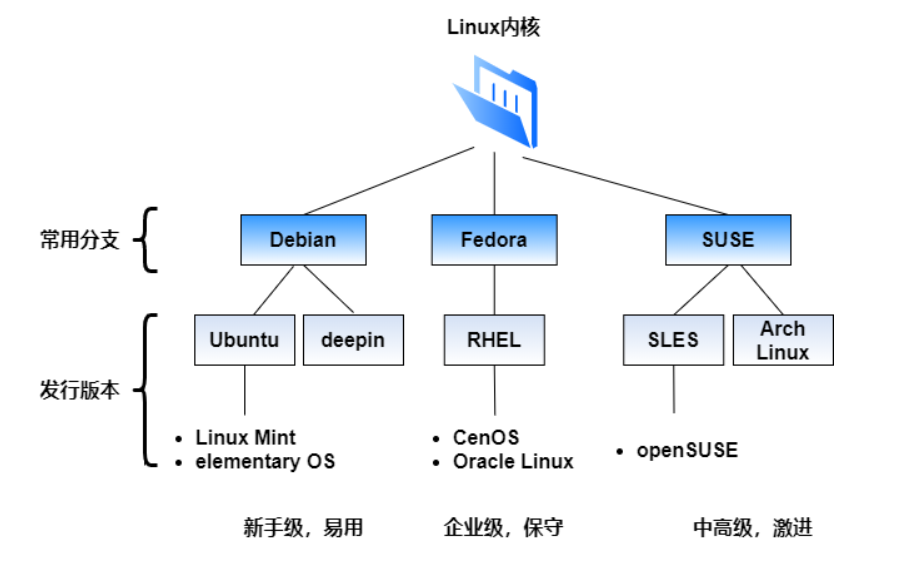 Linux内核
常用分支
Debian
Fedora
SUSE
发行版本
Ubuntu
deepin
RHEL
SLES
Arch
Linux
• Linux Mint
• elementary OS
• CenOS
• Oracle Linux
• openSUSE
新手级，易用
企业级，保守
中高级，激进